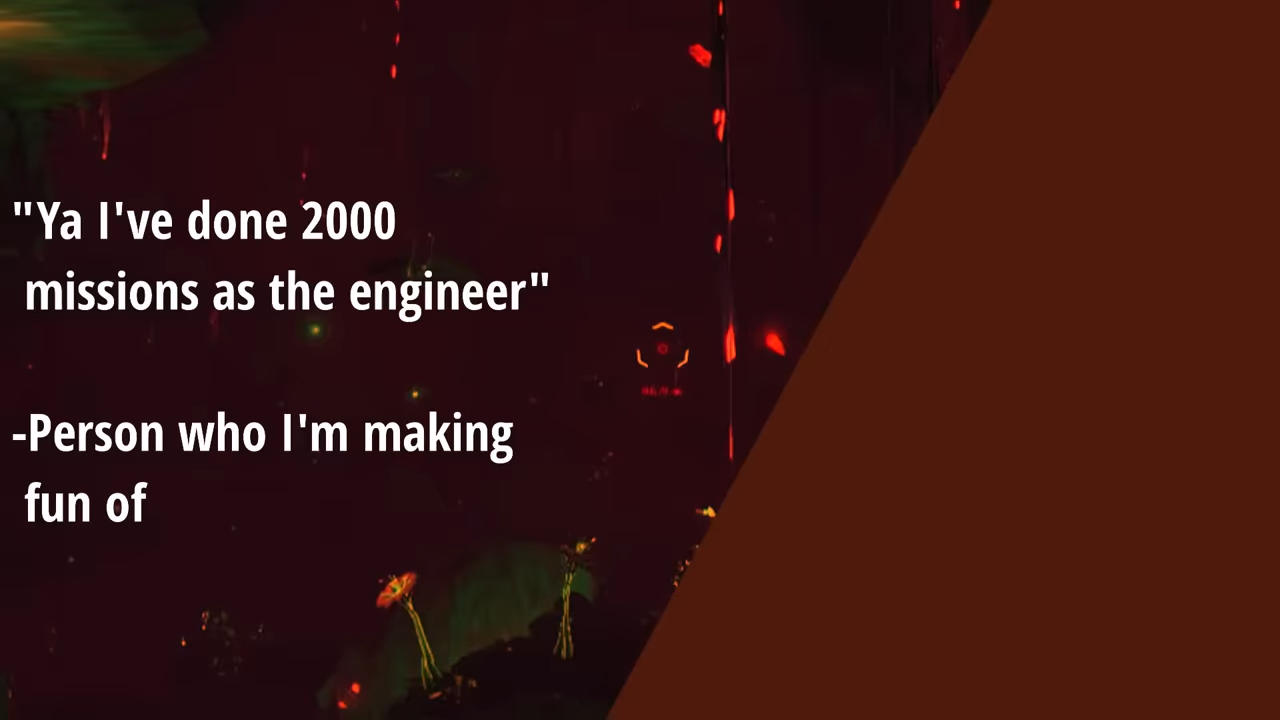 "Ya I've done 2000
missions as the engineer"
-Person who I'm making
fun of